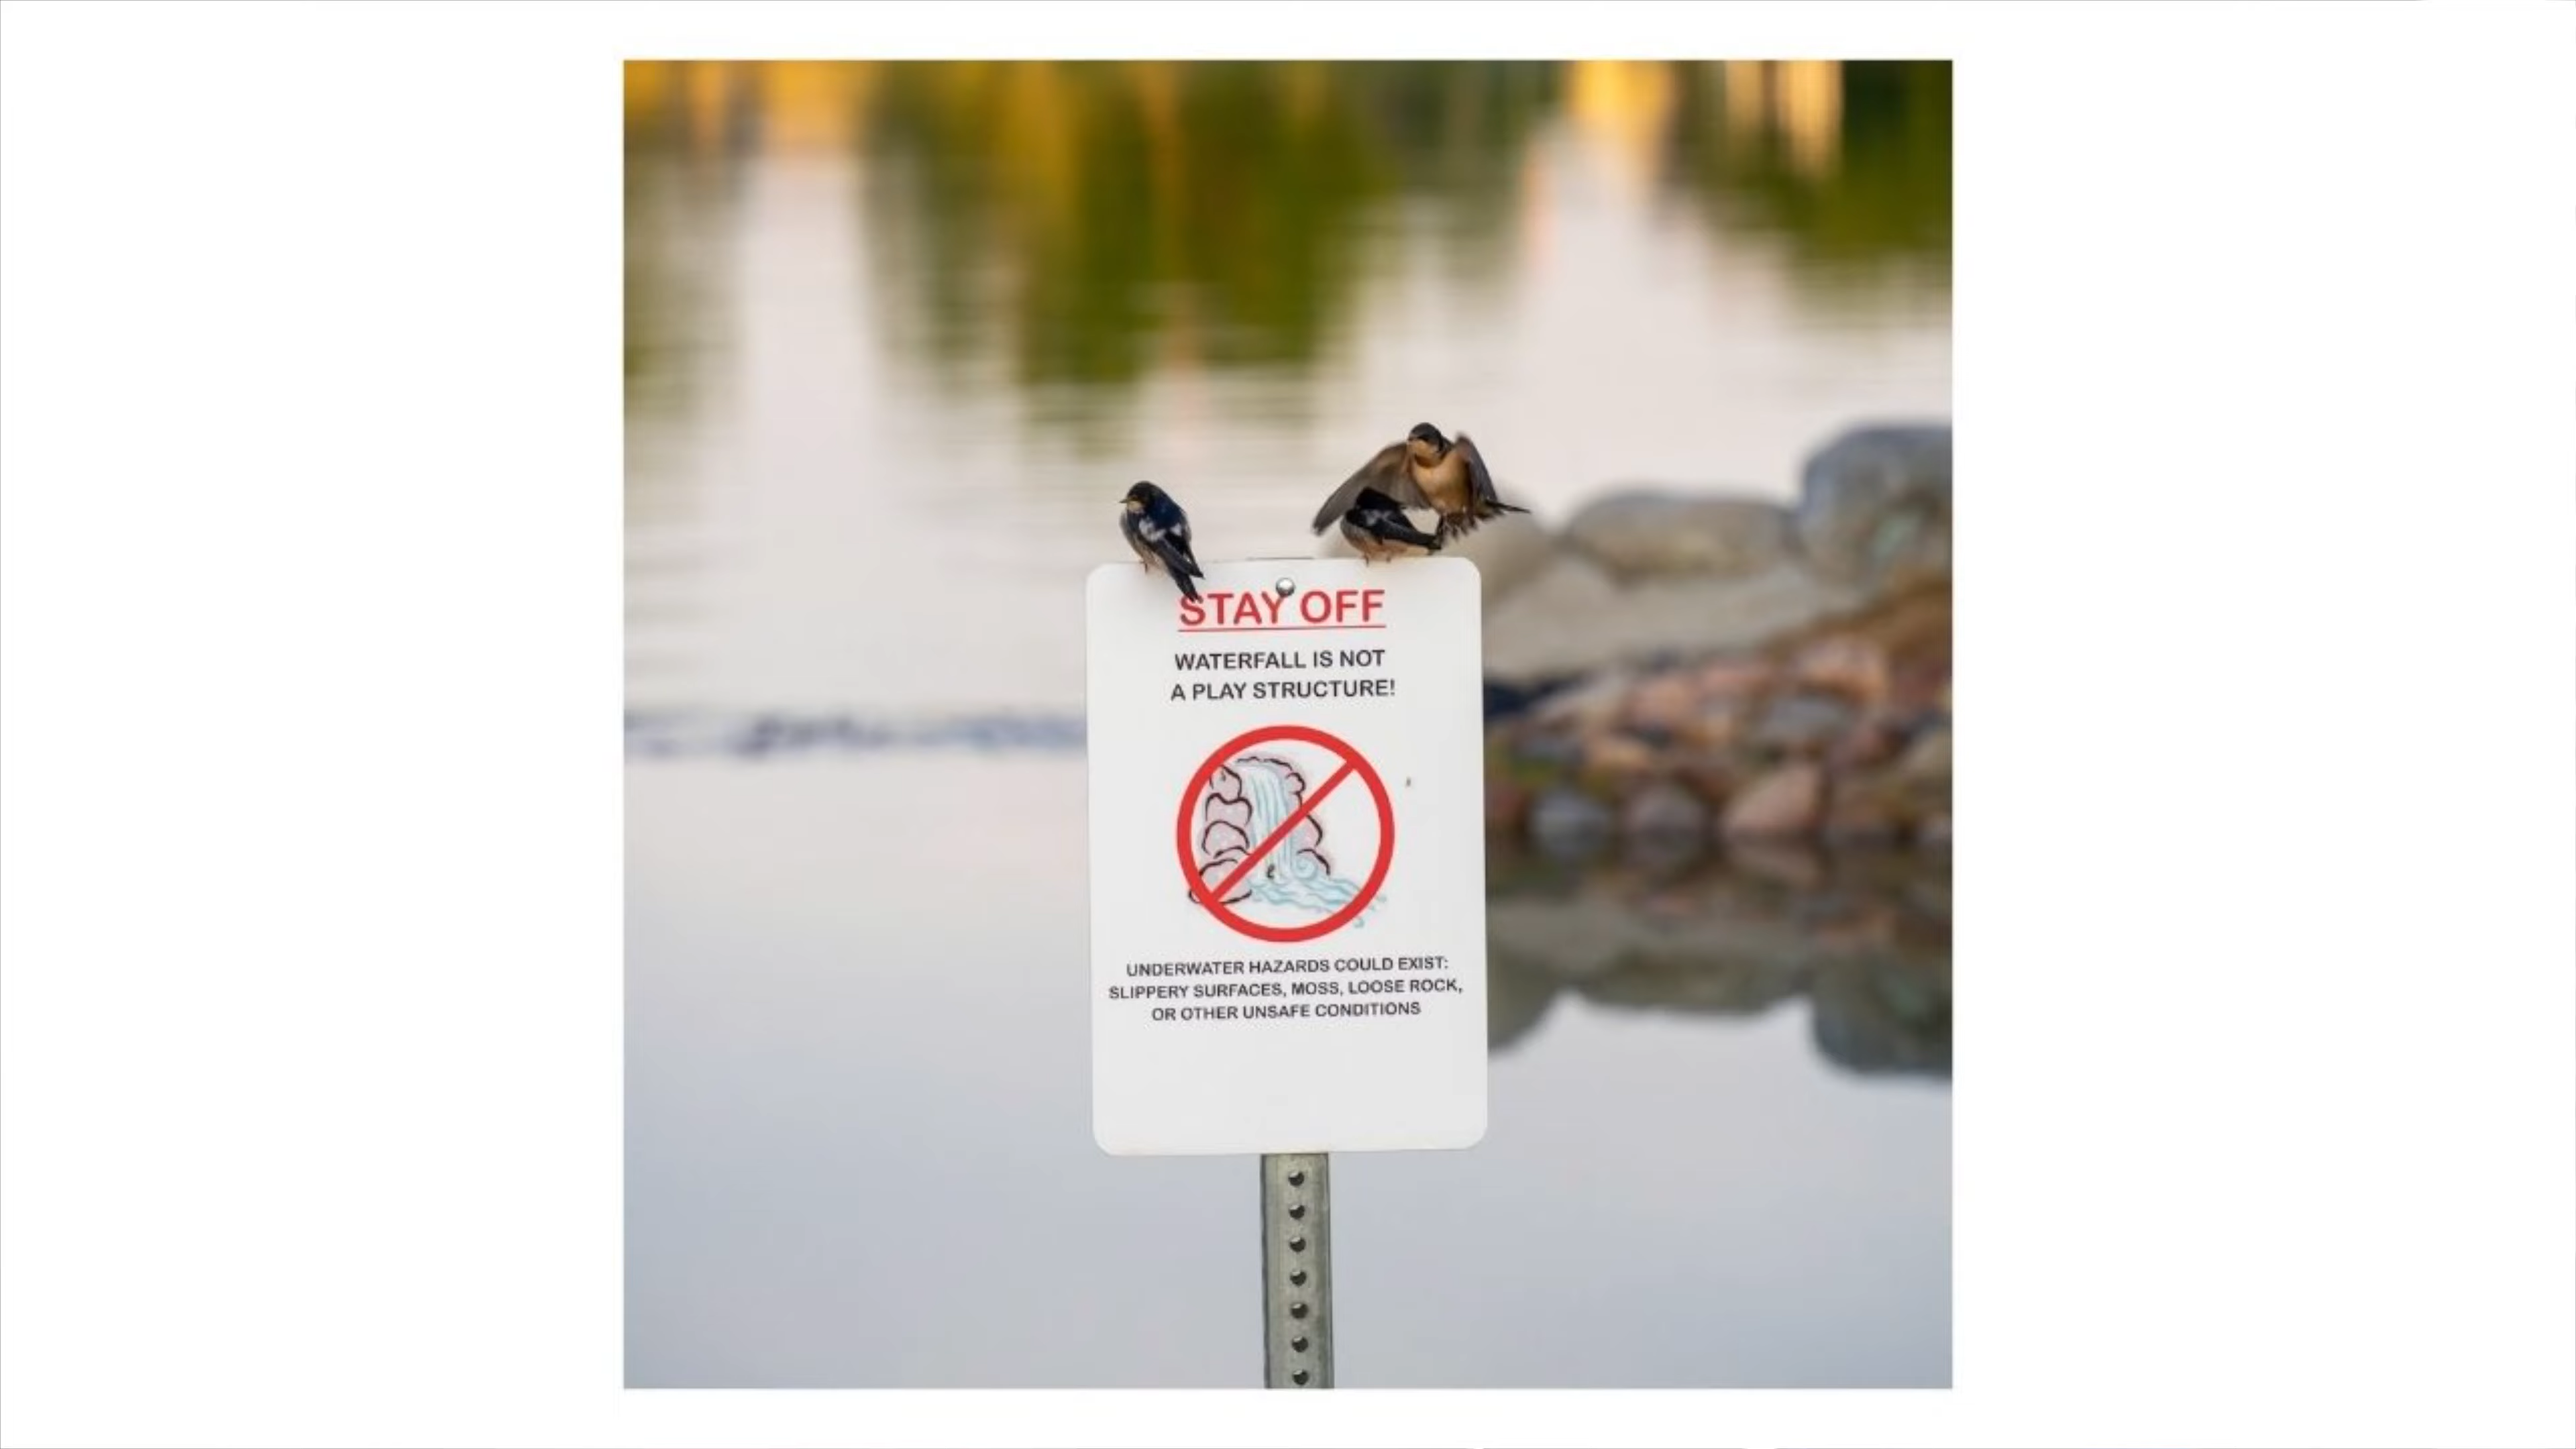 STAY OFF
WATERFALL IS NOT
A PLAY STRUCTURE!
UNDERWATER HAZARDS COULD EXIST:
SLIPPERY SURFACES, MOSS, LOOSE ROCK,
OR OTHER UNSAFE CONDITIONS